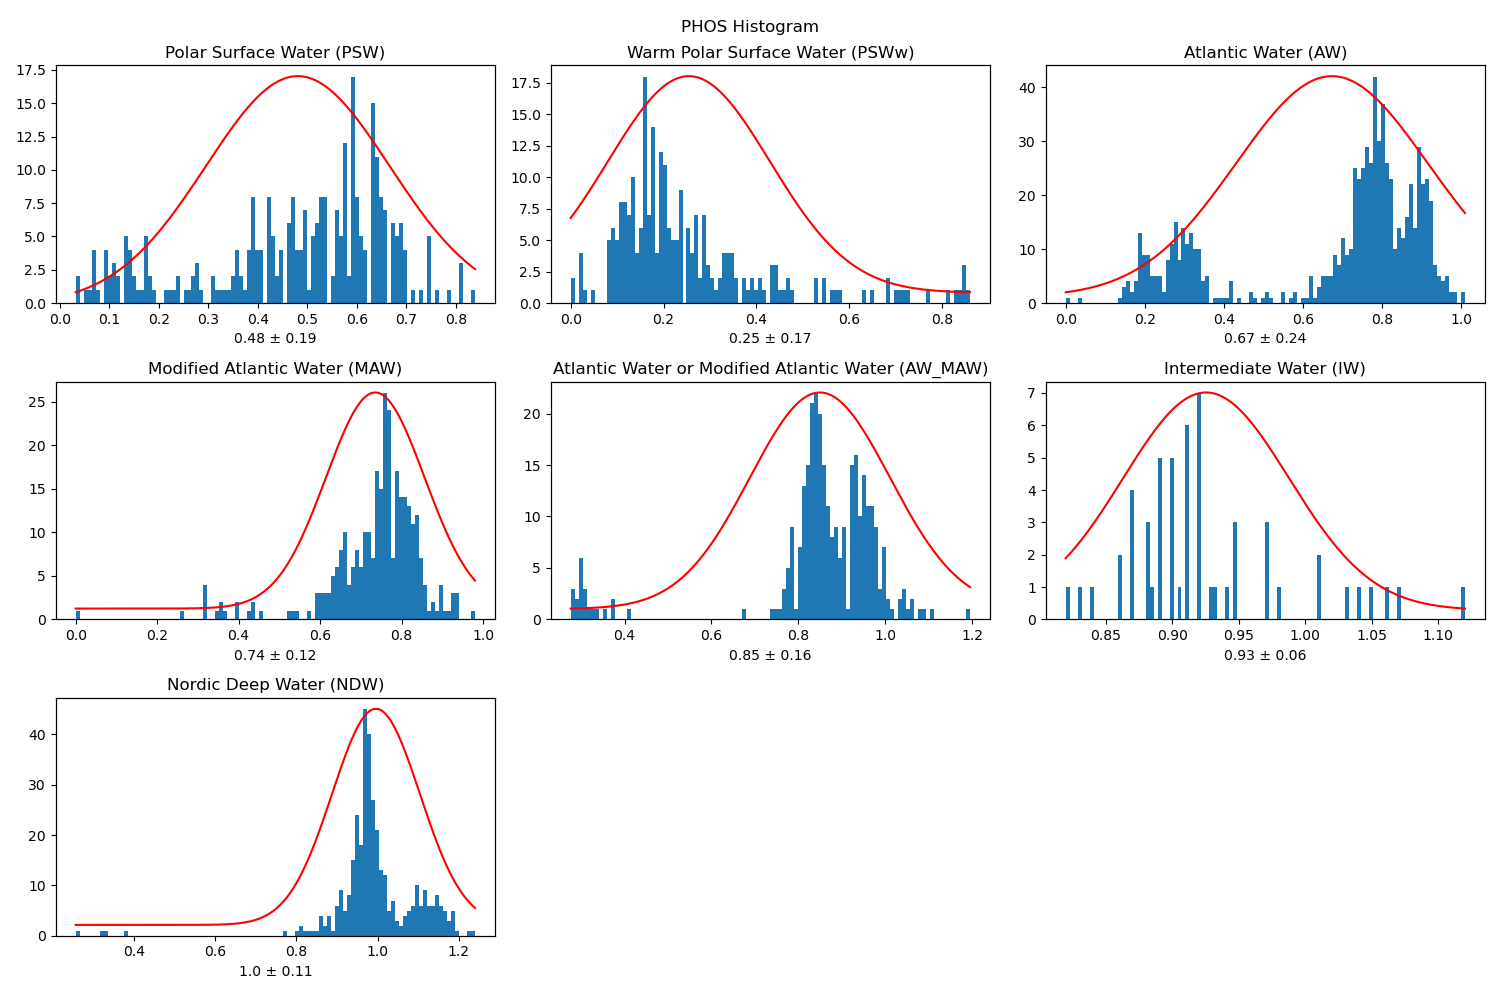 PHOS Histogram
Polar Surface Water (PSW)
17.5
15.0
12.5
10.0
7.5
5.0
2.5
0.0
0.0 0.1 0.2 0.3 0.4 0.5 0.6 0.7 0.8
0.48 ± 0.19
Warm Polar Surface Water (PSWw)
17.5
15.0
12.5
10.0
7.5
5.0
2.5
0.0
0.0 0.2 0.4 0.6 0.8
0.25 ± 0.17
Atlantic Water (AW)
40
30
20
10
0
0.0 0.2 0.4 0.6 0.8 1.0
0.67 ± 0.24
Modified Atlantic Water (MAW)
25
20
15
10
5
0
0.0 0.2 0.4 0.6 0.8 1.0
0.74 ± 0.12
Atlantic Water or Modified Atlantic Water (AW_MAW)
20
15
10
5
0
0.4 0.6 0.8 1.0 1.2
0.85 ± 0.16
Intermediate Water (IW)
7
6
5
4
3
2
1
0
0.85 0.90 0.95 1.00 1.05 1.10
0.93 ± 0.06
Nordic Deep Water (NDW)
40
30
20
10
0
0.4 0.6 0.8 1.0 1.2
1.0 ± 0.11